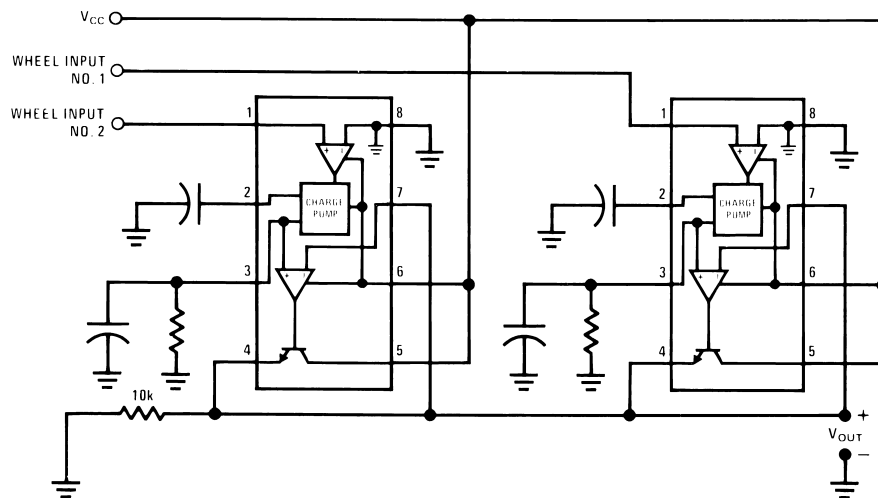 VCC
WHEEL INPUT
NO. 1
WHEEL INPUT
NO. 2
1
8
+ −
2
CHARGE
PUMP
7
3
+ −
6
4
5
1
8
+ −
2
CHARGE
PUMP
7
3
+ −
6
4
5
10k
+
VOUT
−